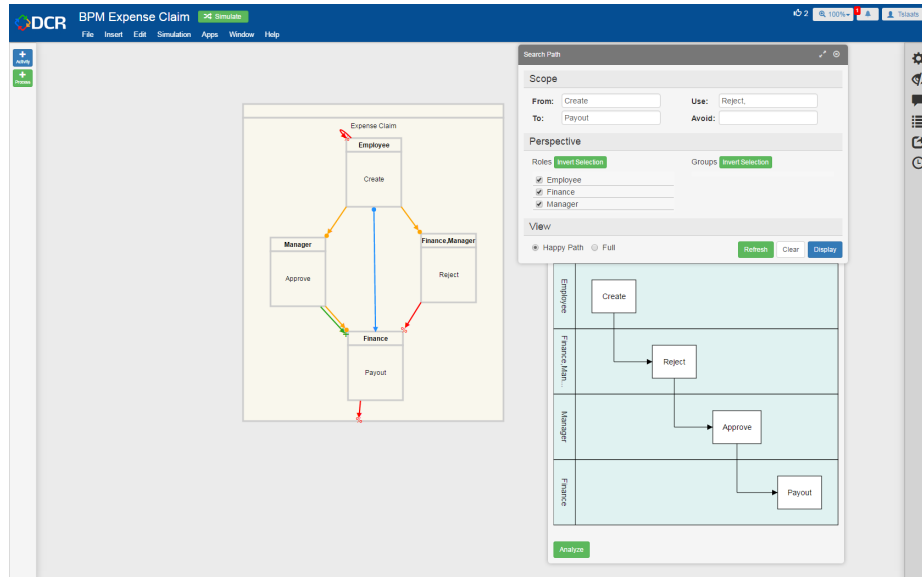 DCR
BPM Expense Claim
Simulate
2
100%
1
Tslaats
File Insert Edit Simulation Apps Window Help
Activity
Process
Expense Claim
Employee
Create
Manager
Approve
Finance,Manager
Reject
Finance
Payout
%
%
%
Search Path
Scope
From: Create
Use: Reject,
To: Payout
Avoid:
Perspective
Roles Invert Selection
Groups Invert Selection
Employee
Finance
Manager
View
Happy Path Full
Refresh Clear Display
Employee
Create
Finance,Man...
Reject
Manager
Approve
Finance
Payout
Analyze